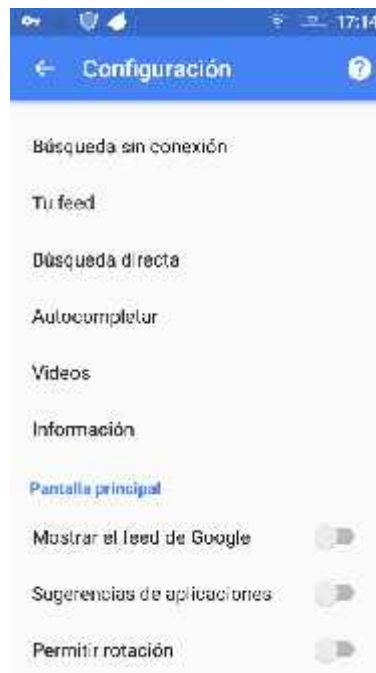 17:14
Configuración
Búsqueda sin conexión
Tu feed
Búsqueda directa
Autocompletar
Videos
Información
Pantalla principal
Mostrar el feed de Google
Sugerencias de aplicaciones
Permitir rotación